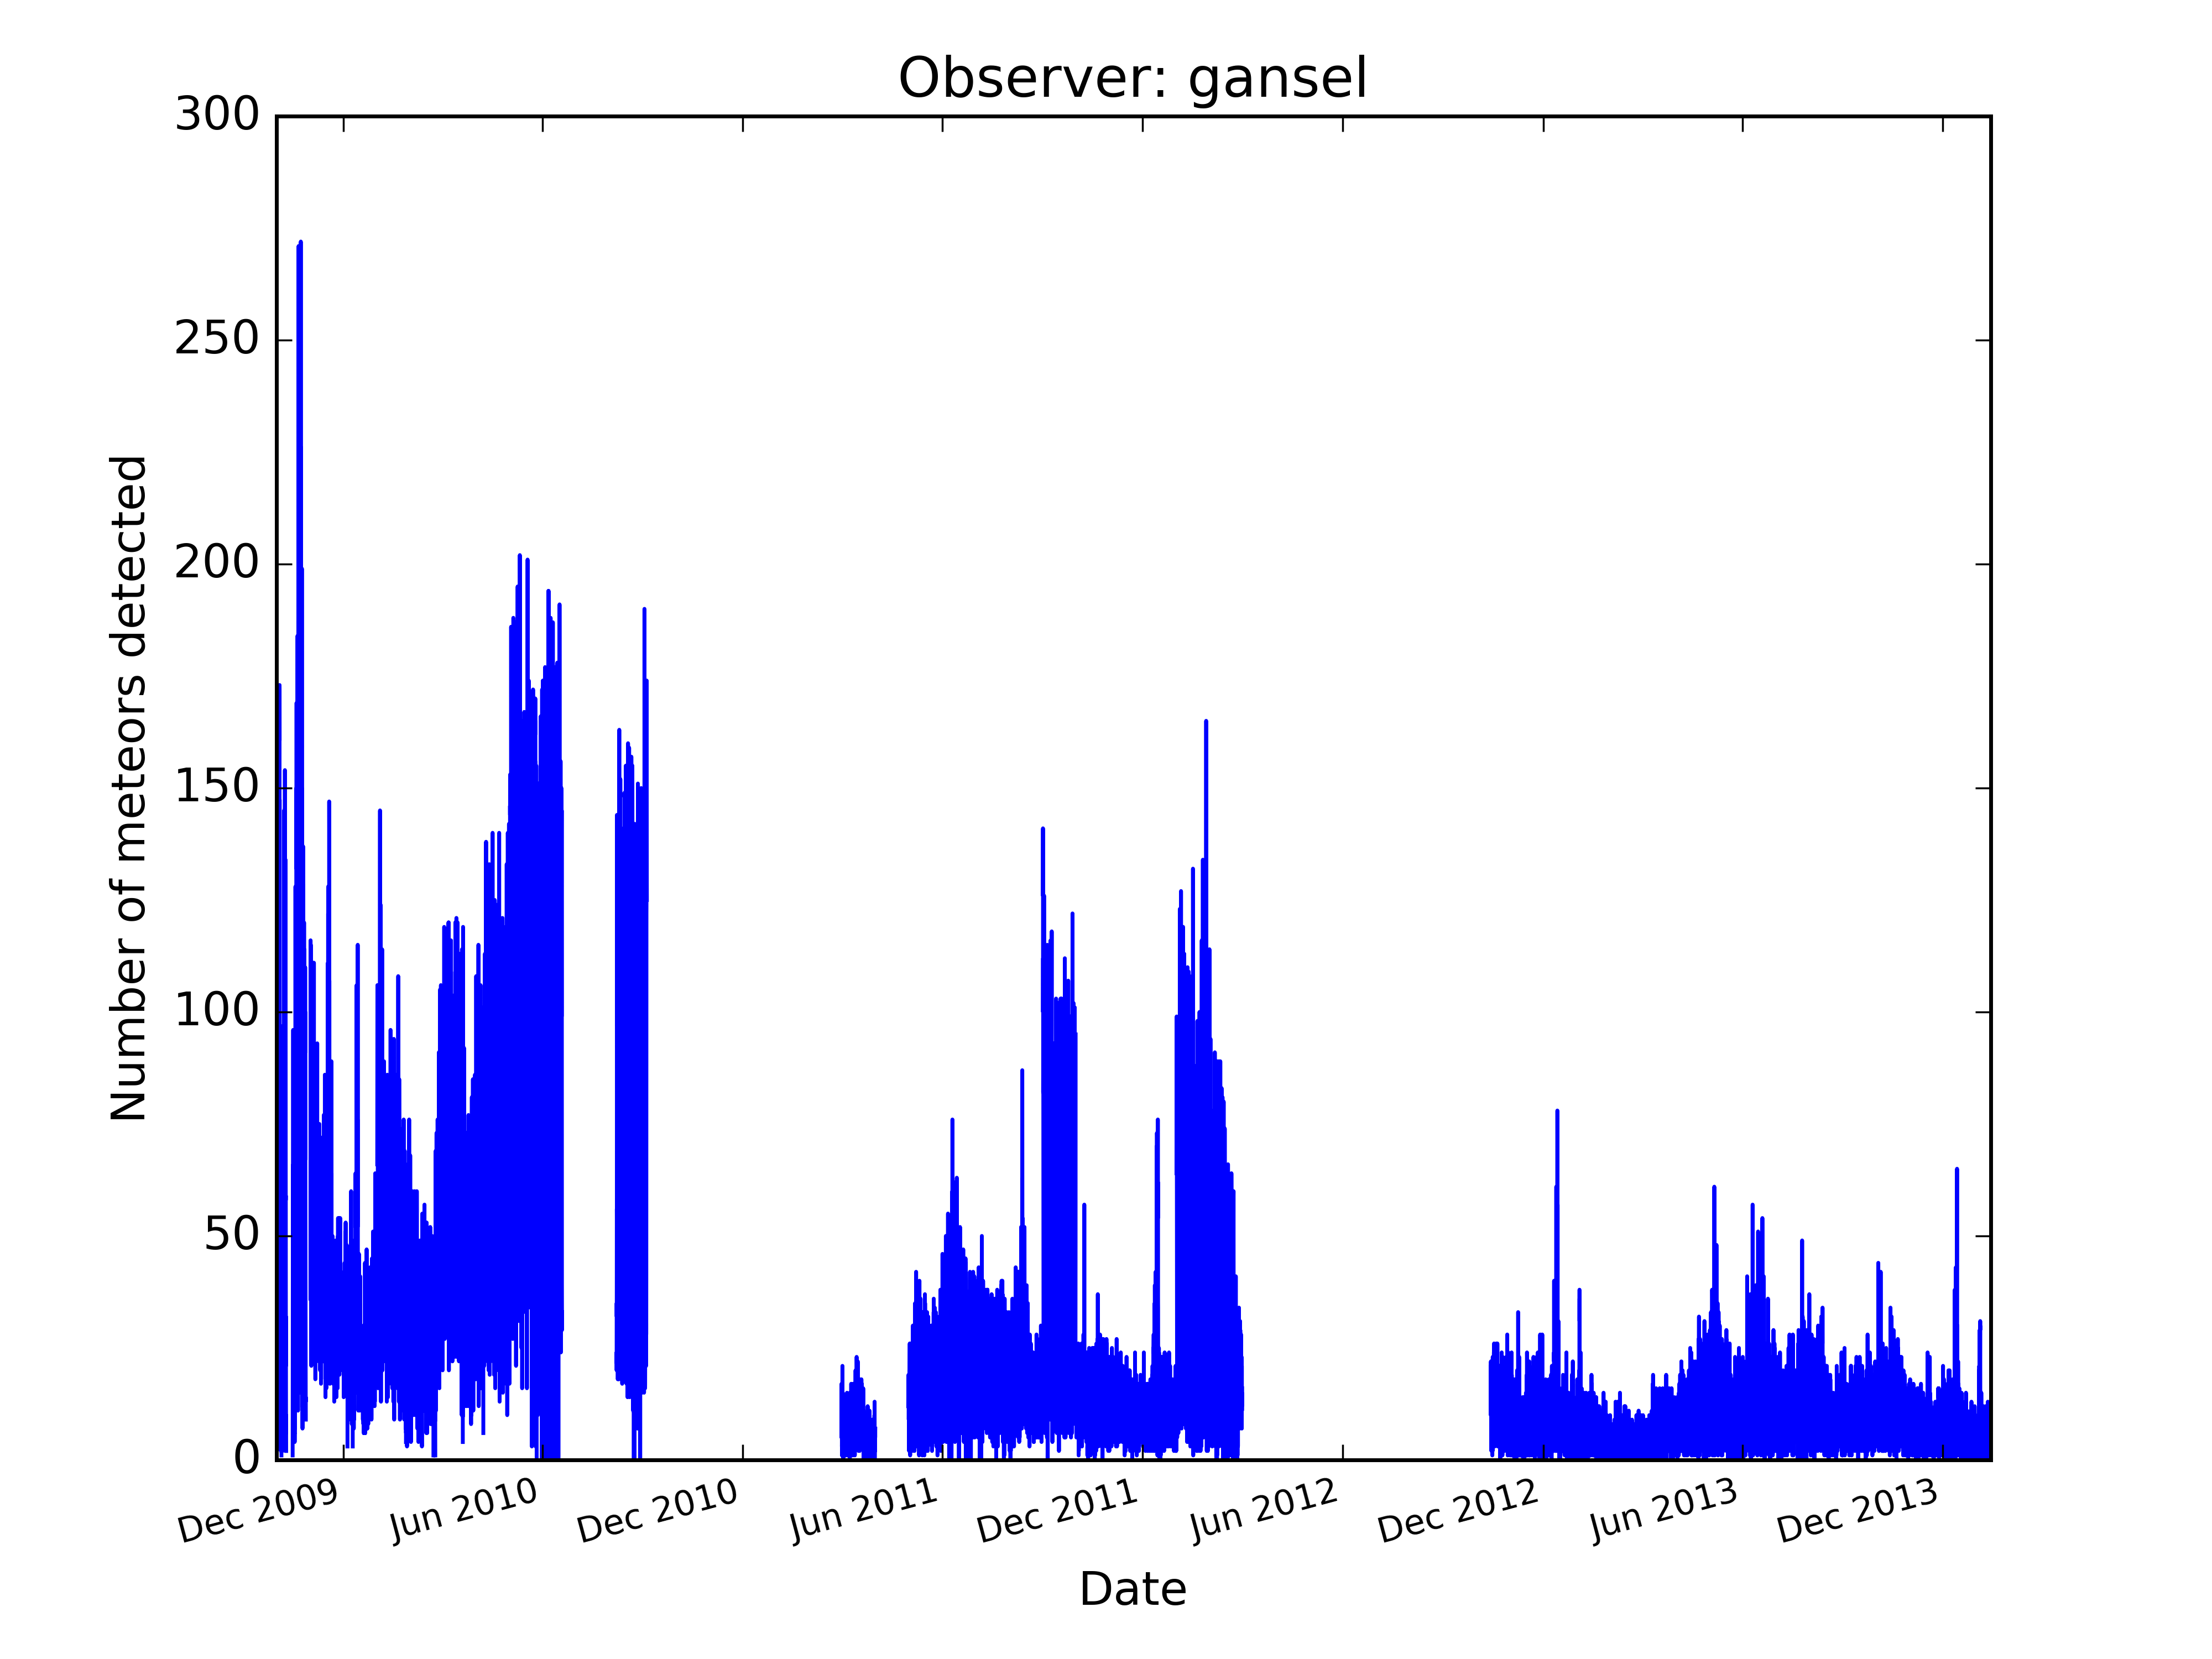 Observer: gansel
300
250
200
150
100
50
0
Number of meteors detected
Dec 2009
Jun 2010
Dec 2010
Jun 2011
Dec 2011
Jun 2012
Dec 2012
Jun 2013
Dec 2013
Date